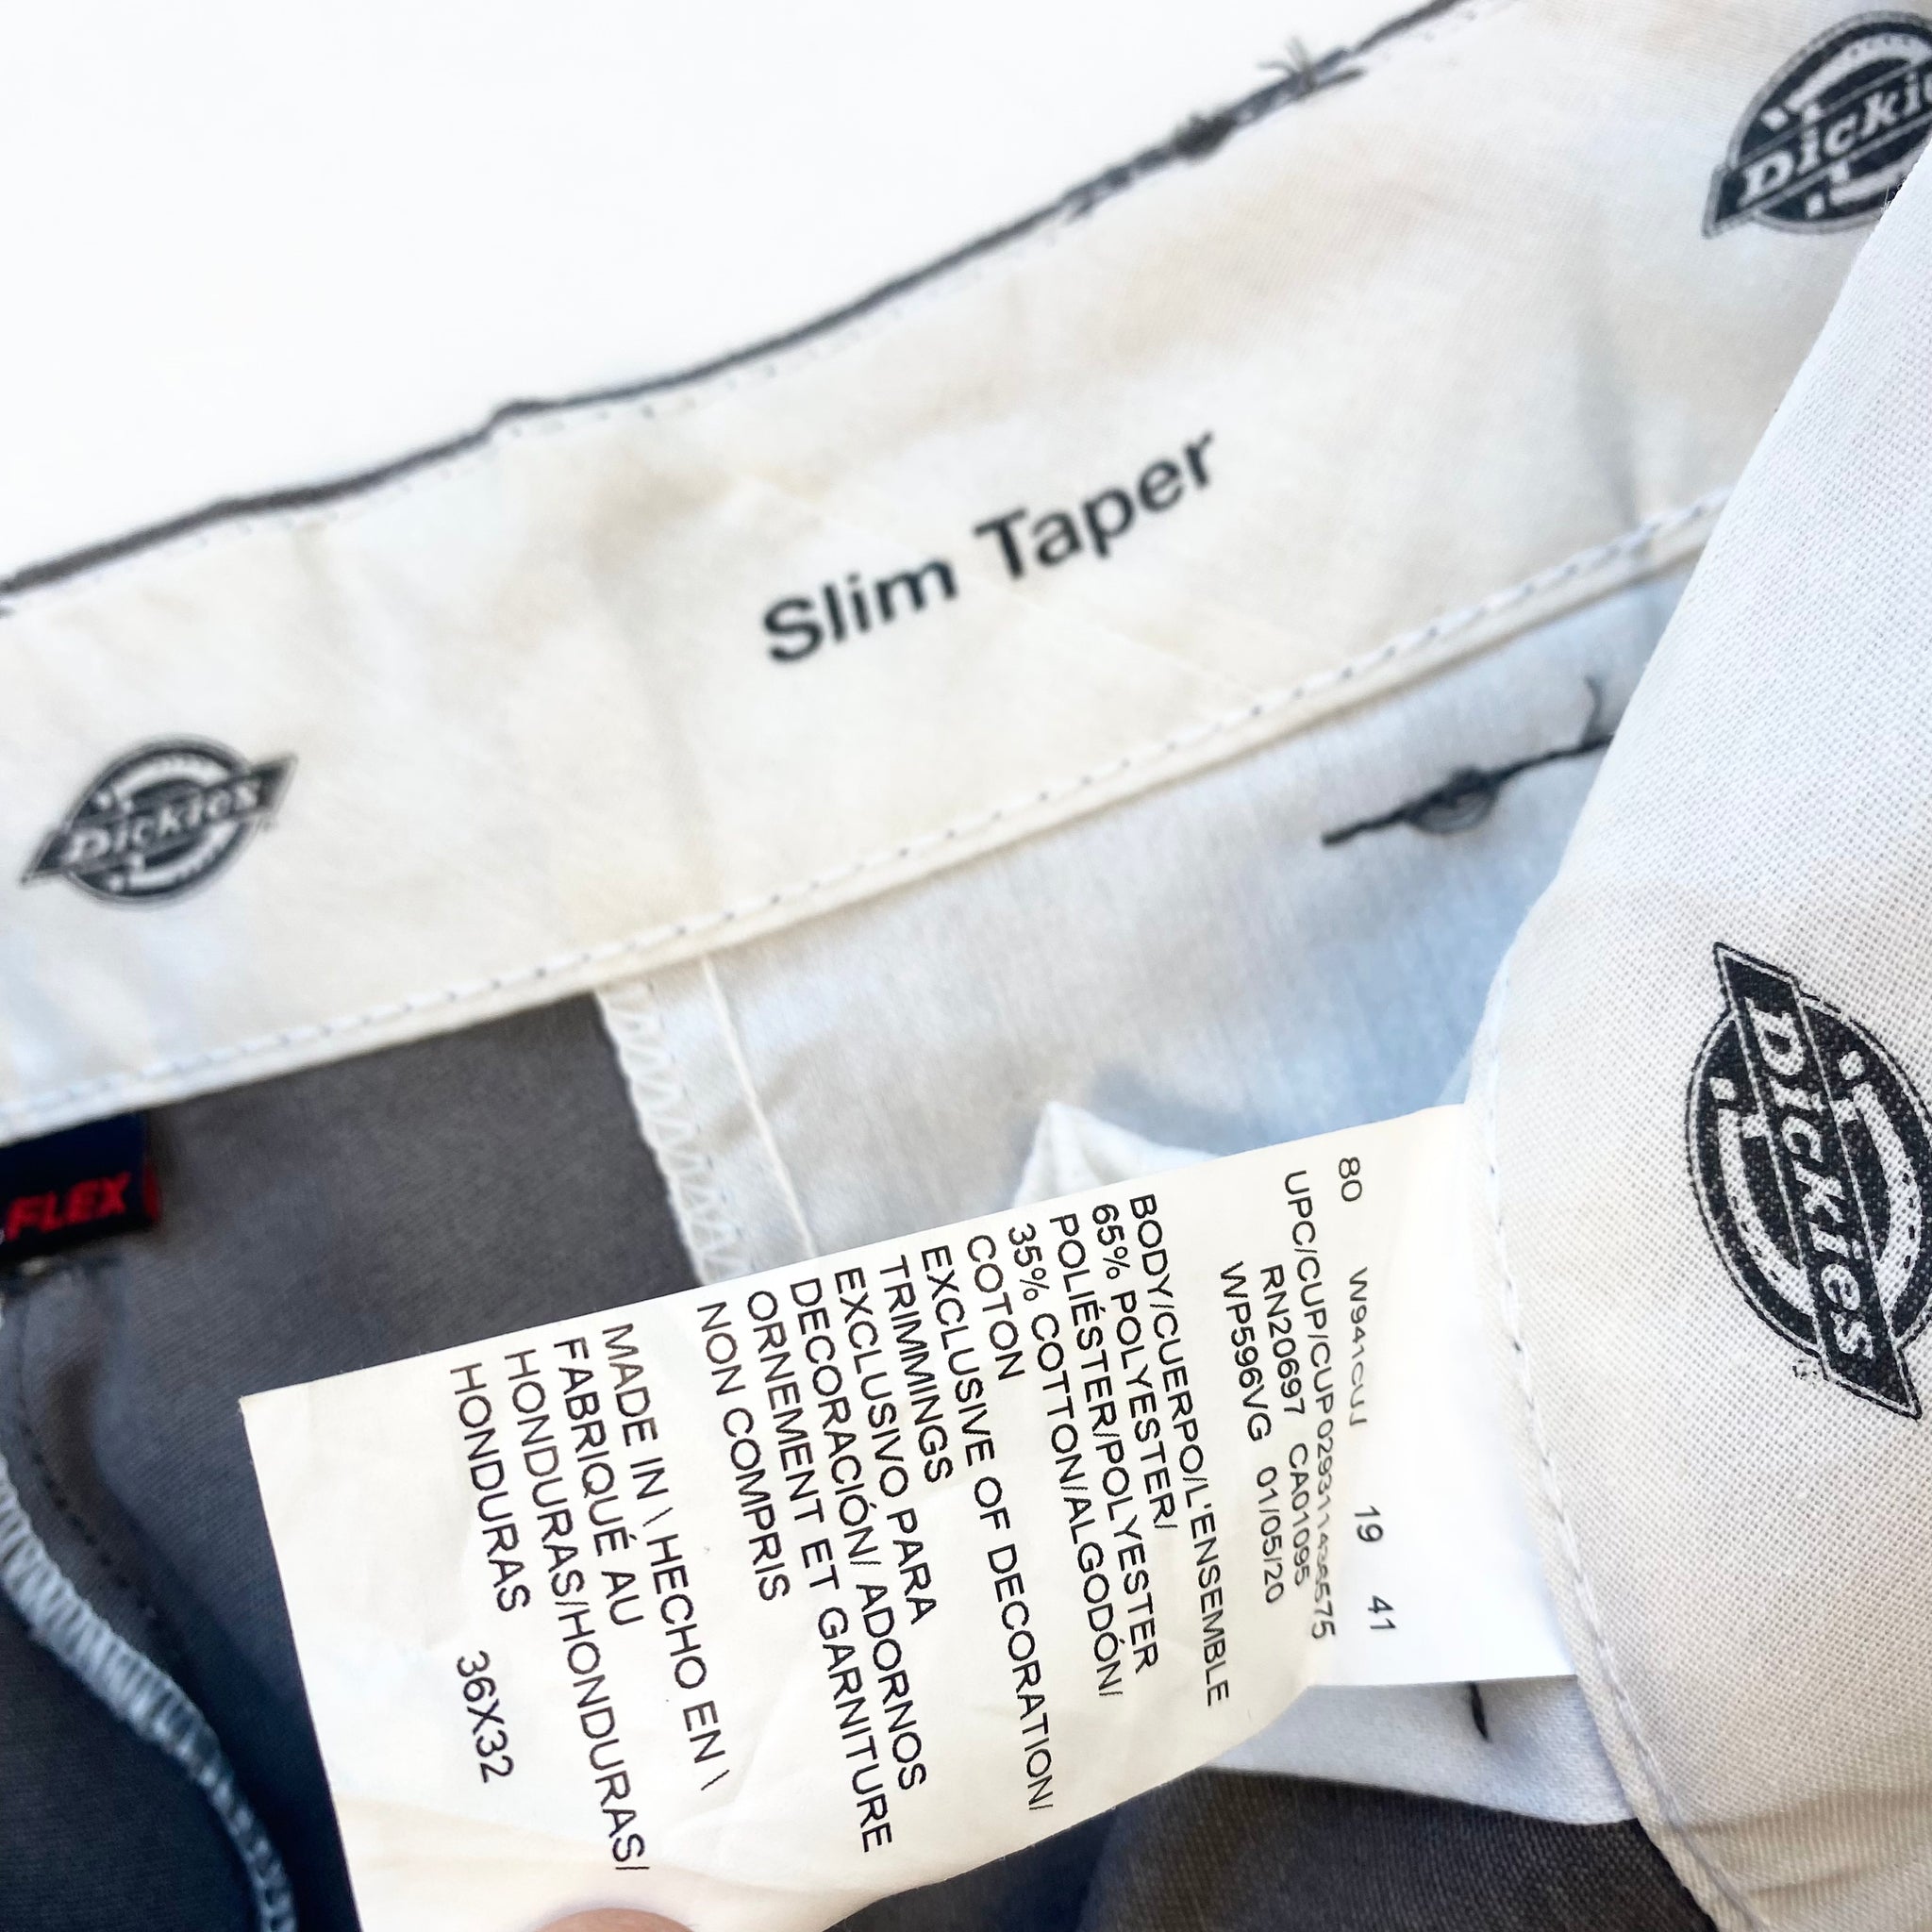 Dickies
Slim Taper
Dickies
FLEX
Dickies
80 W941CUJ 19 41
UPC/CUP/CUP
RN20697 CA01095
WP596VG 01/05/20
BODY/CUERPO/L'ENSEMBLE
65% POLYESTER/
POLIÉSTER/POLYESTER
35% COTTON/ALGODÓN/
COTON
EXCLUSIVE OF DECORATION/
TRIMMINGS
EXCLUSIVO PARA
DECORACIÓN/ ADORNOS
ORNEMENT ET GARNITURE
NON COMPRIS
MADE IN \ HECHO EN \
FABRIQUÉ AU
HONDURAS/HONDURAS/
HONDURAS 36X32